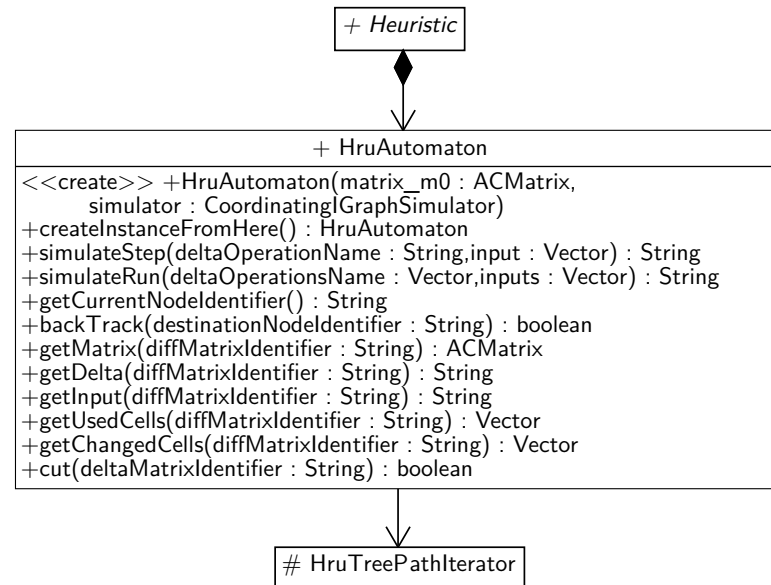 + Heuristic
+ HruAutomaton
<<create>> +HruAutomaton(matrix_m0 : ACMatrix,
simulator : CoordinatingIGraphSimulator)
+createInstanceFromHere() : HruAutomaton
+simulateStep(deltaOperationName : String,input : Vector) : String
+simulateRun(deltaOperationsName : Vector,inputs : Vector) : String
+getCurrentNodeIdentifier() : String
+backTrack(destinationNodeIdentifier : String) : boolean
+getMatrix(diffMatrixIdentifier : String) : ACMatrix
+getDelta(diffMatrixIdentifier : String) : String
+getInput(diffMatrixIdentifier : String) : String
+getUsedCells(diffMatrixIdentifier : String) : Vector
+getChangedCells(diffMatrixIdentifier : String) : Vector
+cut(deltaMatrixIdentifier : String) : boolean
# HruTreePathIterator